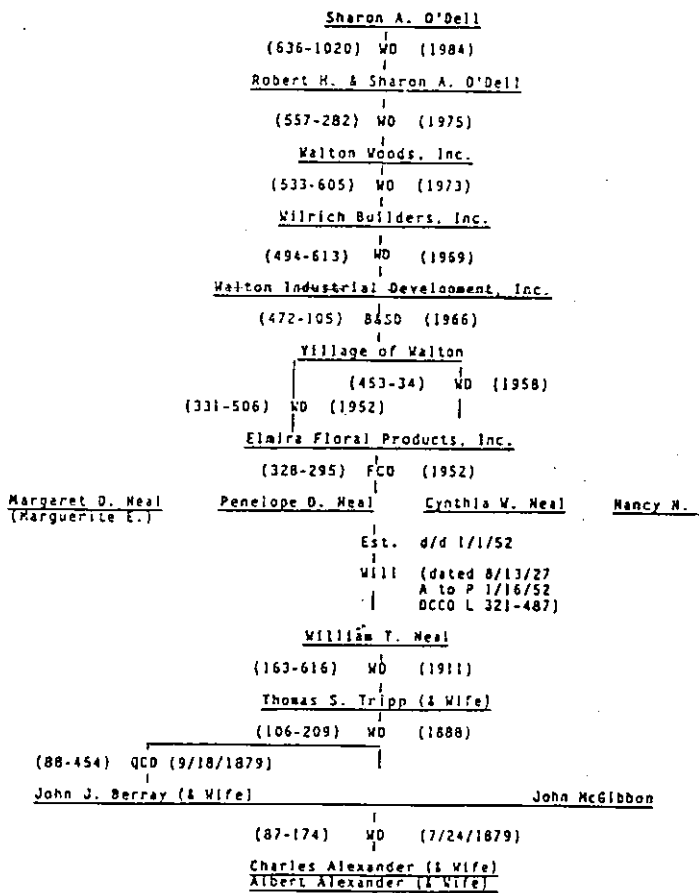 Sharon A. O'Dell
(636-1020) WD (1984)
Robert H. & Sharon A. O'Dell
(557-282) WD (1975)
Walton Woods, Inc.
(533-605) WD (1973)
Wilrich Builders, Inc.
(494-613) WD (1969)
Walton Industrial Development, Inc.
(472-105) B&SD (1966)
Village of Walton
(453-34) WD (1958)
(331-506) WD (1952)
Elmira Floral Products, Inc.
(328-295) FCD (1952)
Margaret D. Neal Penelope D. Neal Cynthia W. Neal Nancy N.
(Marguerite E.)
Est. d/d 1/1/52
Will (dated 8/13/27
A to P 1/16/52
DCCO L 321-487)
William T. Neal
(163-616) WD (1911)
Thomas S. Tripp (& Wife)
(106-209) WD (1888)
(88-454) QCD (9/18/1879)
John J. Berray (& Wife) John McGibbon
(87-174) WD (7/24/1879)
Charles Alexander (& Wife)
Albert Alexander (& Wife)